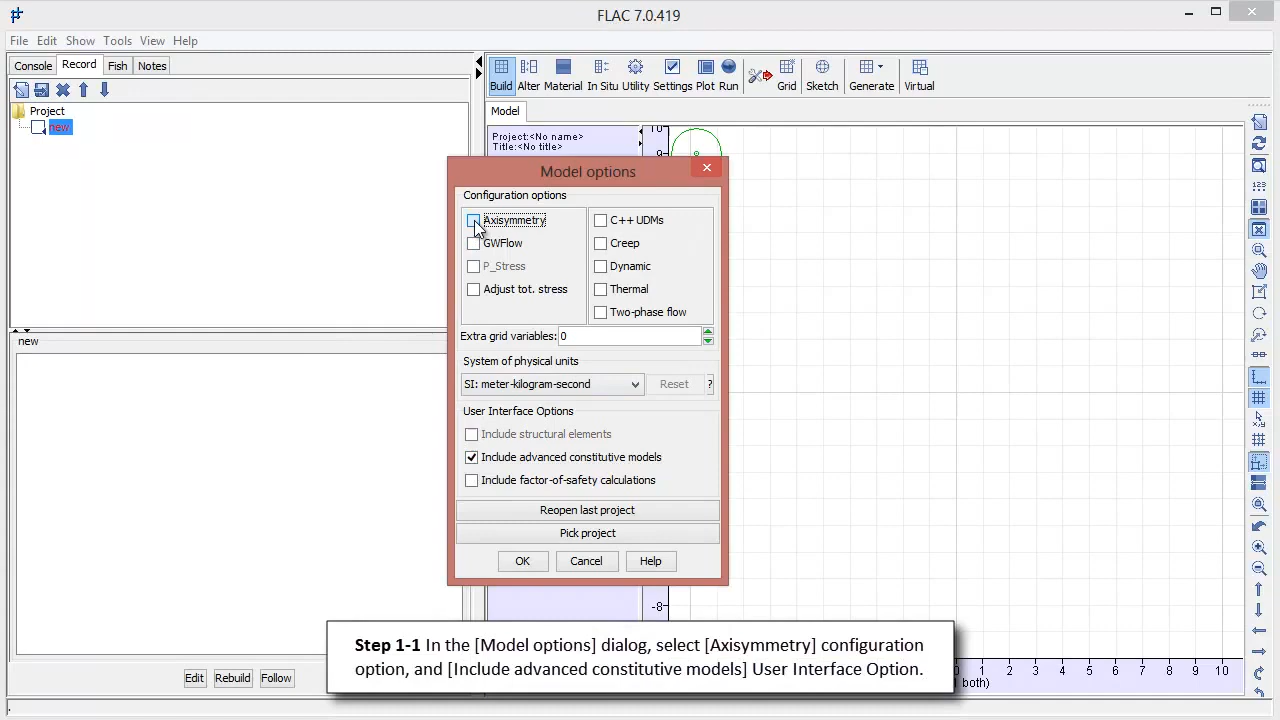 FLAC 7.0.419
File Edit Show Tools View Help
Console Record Fish Notes
Build Alter Material In Situ Utility Settings Plot Run Grid Sketch Generate Virtual
Project
new
Model
Project:<No name>
Title:<No title>
10
9
Model options
Configuration options
Axisymmetry
GWFlow
P_Stress
Adjust tot. stress
C++ UDMs
Creep
Dynamic
Thermal
Two-phase flow
Extra grid variables: 0
System of physical units
SI: meter-kilogram-second Reset ?
User Interface Options
Include structural elements
Include advanced constitutive models
Include factor-of-safety calculations
Reopen last project
Pick project
OK Cancel Help
new
-8
Step 1-1 In the [Model options] dialog, select [Axisymmetry] configuration
option, and [Include advanced constitutive models] User Interface Option.
0 1 2 3 4 5 6 7 8 9 10
both)
Edit Rebuild Follow